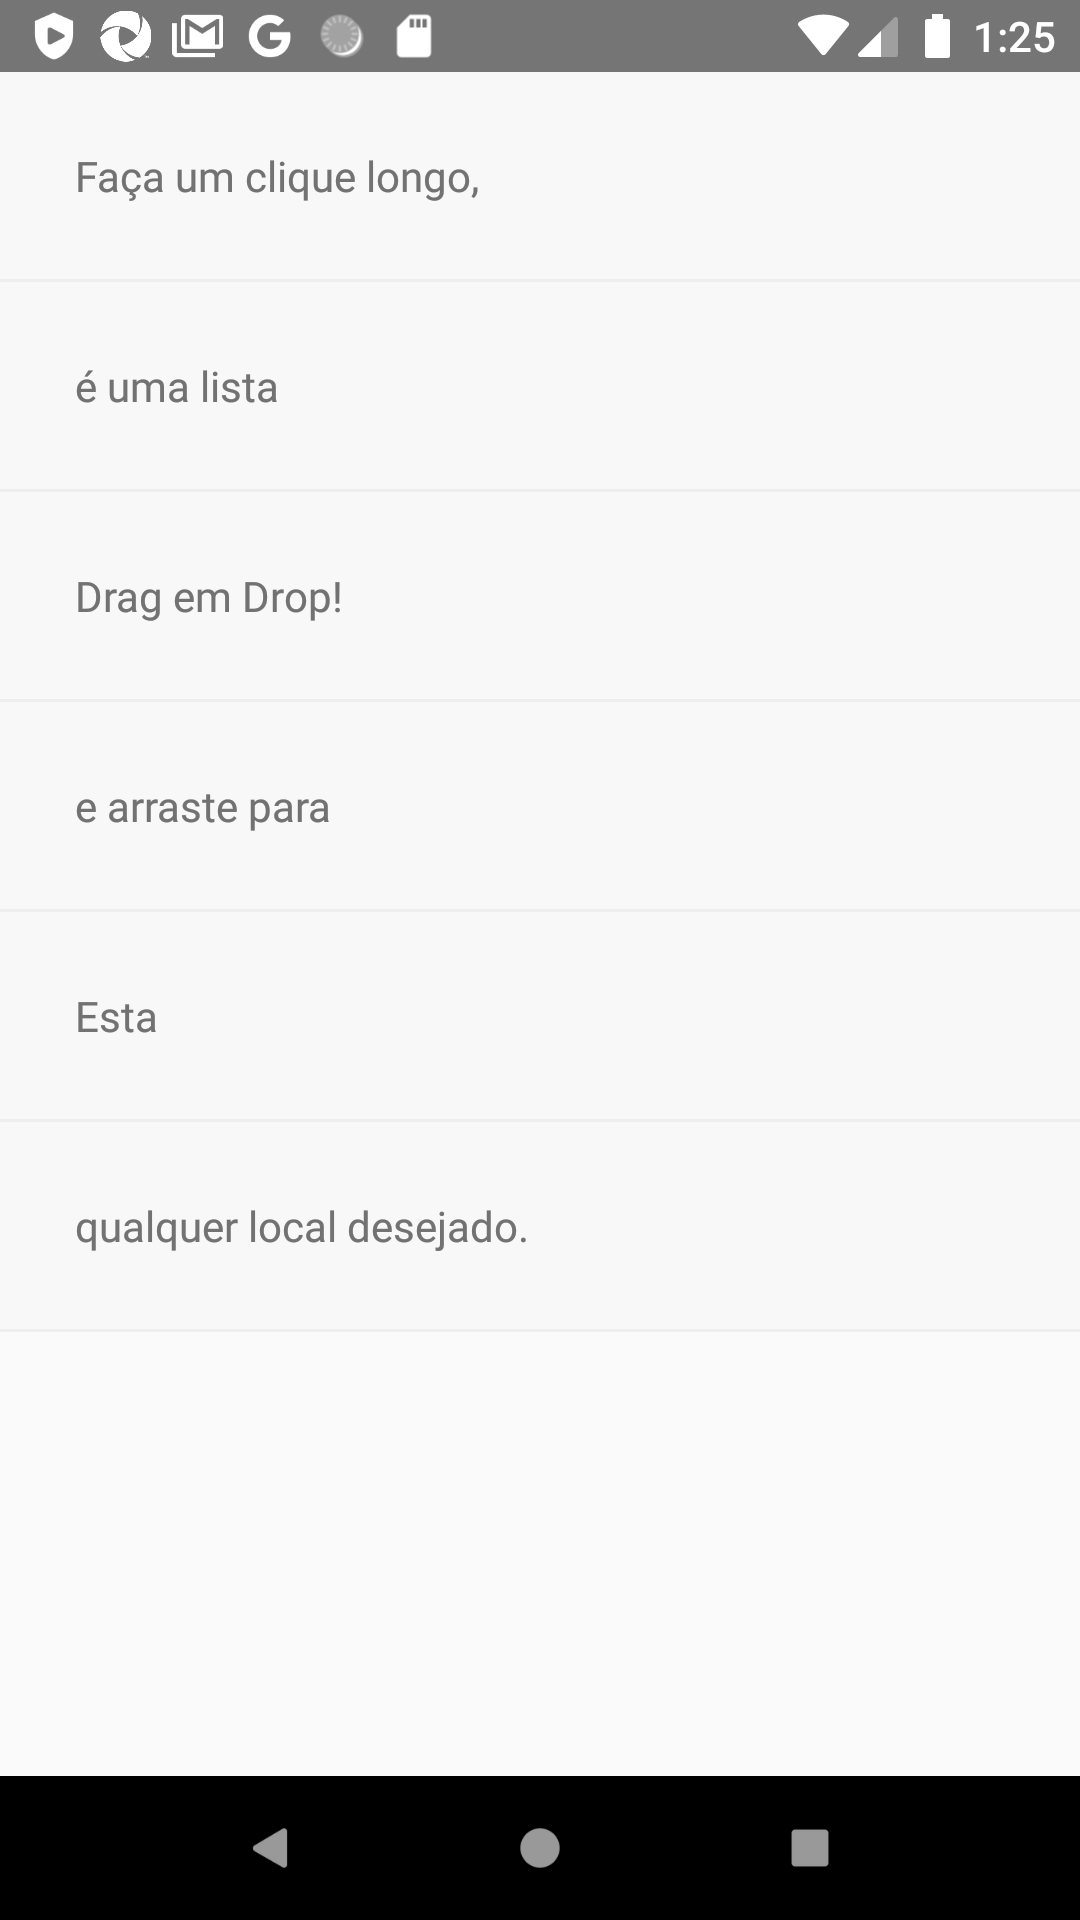 1:25
Faça um clique longo,
é uma lista
Drag em Drop!
e arraste para
Esta
qualquer local desejado.